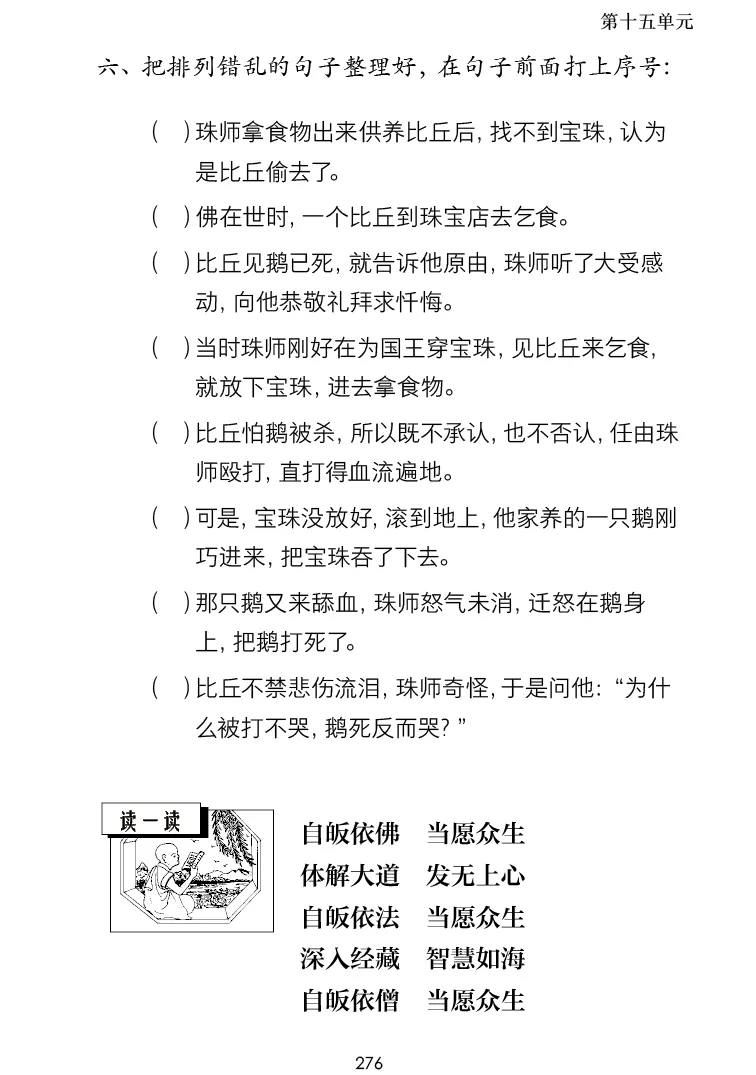 第十五单元
六、把排列错乱的句子整理好，在句子前面打上序号：
（ ）珠师拿食物出来供养比丘后，找不到宝珠，认为
是比丘偷去了。
（ ）佛在世时，一个比丘到珠宝店去乞食。
（ ）比丘见鹅已死，就告诉他原由，珠师听了大受感
动，向他恭敬礼拜求忏悔。
（ ）当时珠师刚好在为国王穿宝珠，见比丘来乞食，
就放下宝珠，进去拿食物。
（ ）比丘怕鹅被杀，所以既不承认，也不否认，任由珠
师殴打，直打得血流遍地。
（ ）可是，宝珠没放好，滚到地上，他家养的一只鹅刚
巧进来，把宝珠吞了下去。
（ ）那只鹅又来舔血，珠师怒气未消，迁怒在鹅身
上，把鹅打死了。
（ ）比丘不禁悲伤流泪，珠师奇怪，于是问他：“为什
么被打不哭，鹅死反而哭？”
读一读
自皈依佛 当愿众生
体解大道 发无上心
自皈依法 当愿众生
深入经藏 智慧如海
自皈依僧 当愿众生
276